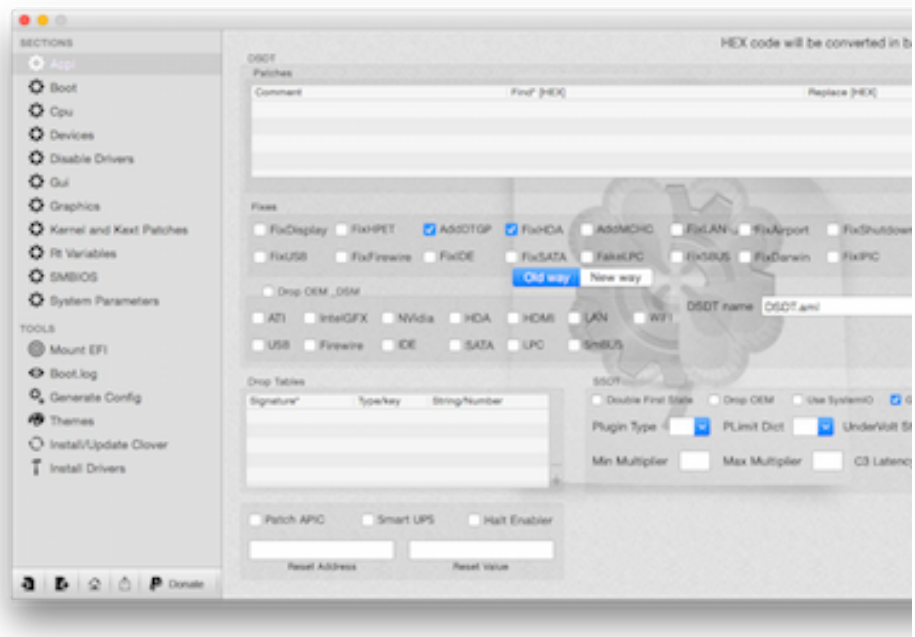 SECTIONS
Acpi
Boot
Cpu
Devices
Disable Drivers
Gui
Graphics
Kernel and Kext Patches
Rt Variables
SMBIOS
System Parameters
TOOLS
Mount EFI
Boot.log
Generate Config
Themes
Install/Update Clover
Install Drivers
Donate
HEX code will be converted in
DSDT
Patches
Comment Find* [HEX] Replace [HEX]
Fixes
FixDisplay FixHPET AddDTGP FixHDA AddMCHC FixLAN FixAirport FixShutdown
FixUSB FixFirewire FixIDE FixSATA FakeLPC FixSBUS FixDarwin FixIPIC
Old way New way
Drop OEM _DSM
DSDT name DSDT.aml
ATI IntelGFX NVidia HDA HDMI LAN WIFI
USB Firewire IDE SATA LPC SmBUS
Drop Tables
Signature* Type/key String/Number
SSDT
Double First State Drop OEM Use SystemIO
Plugin Type PLimit Dict UnderVolt
Min Multiplier Max Multiplier C3 Latency
Patch APIC Smart UPS Halt Enabler
Reset Address Reset Value